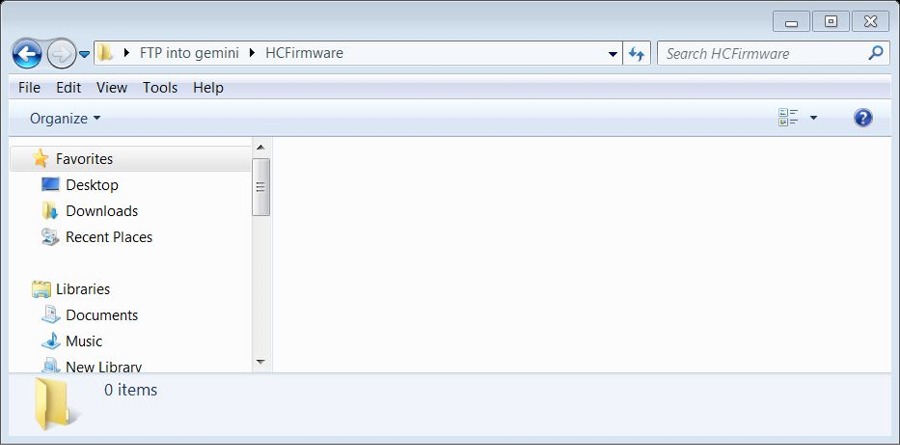 FTP into gemini HCFirmware
Search HCFirmware
File Edit View Tools Help
Organize
Favorites
Desktop
Downloads
Recent Places
Libraries
Documents
Music
New Library
0 items